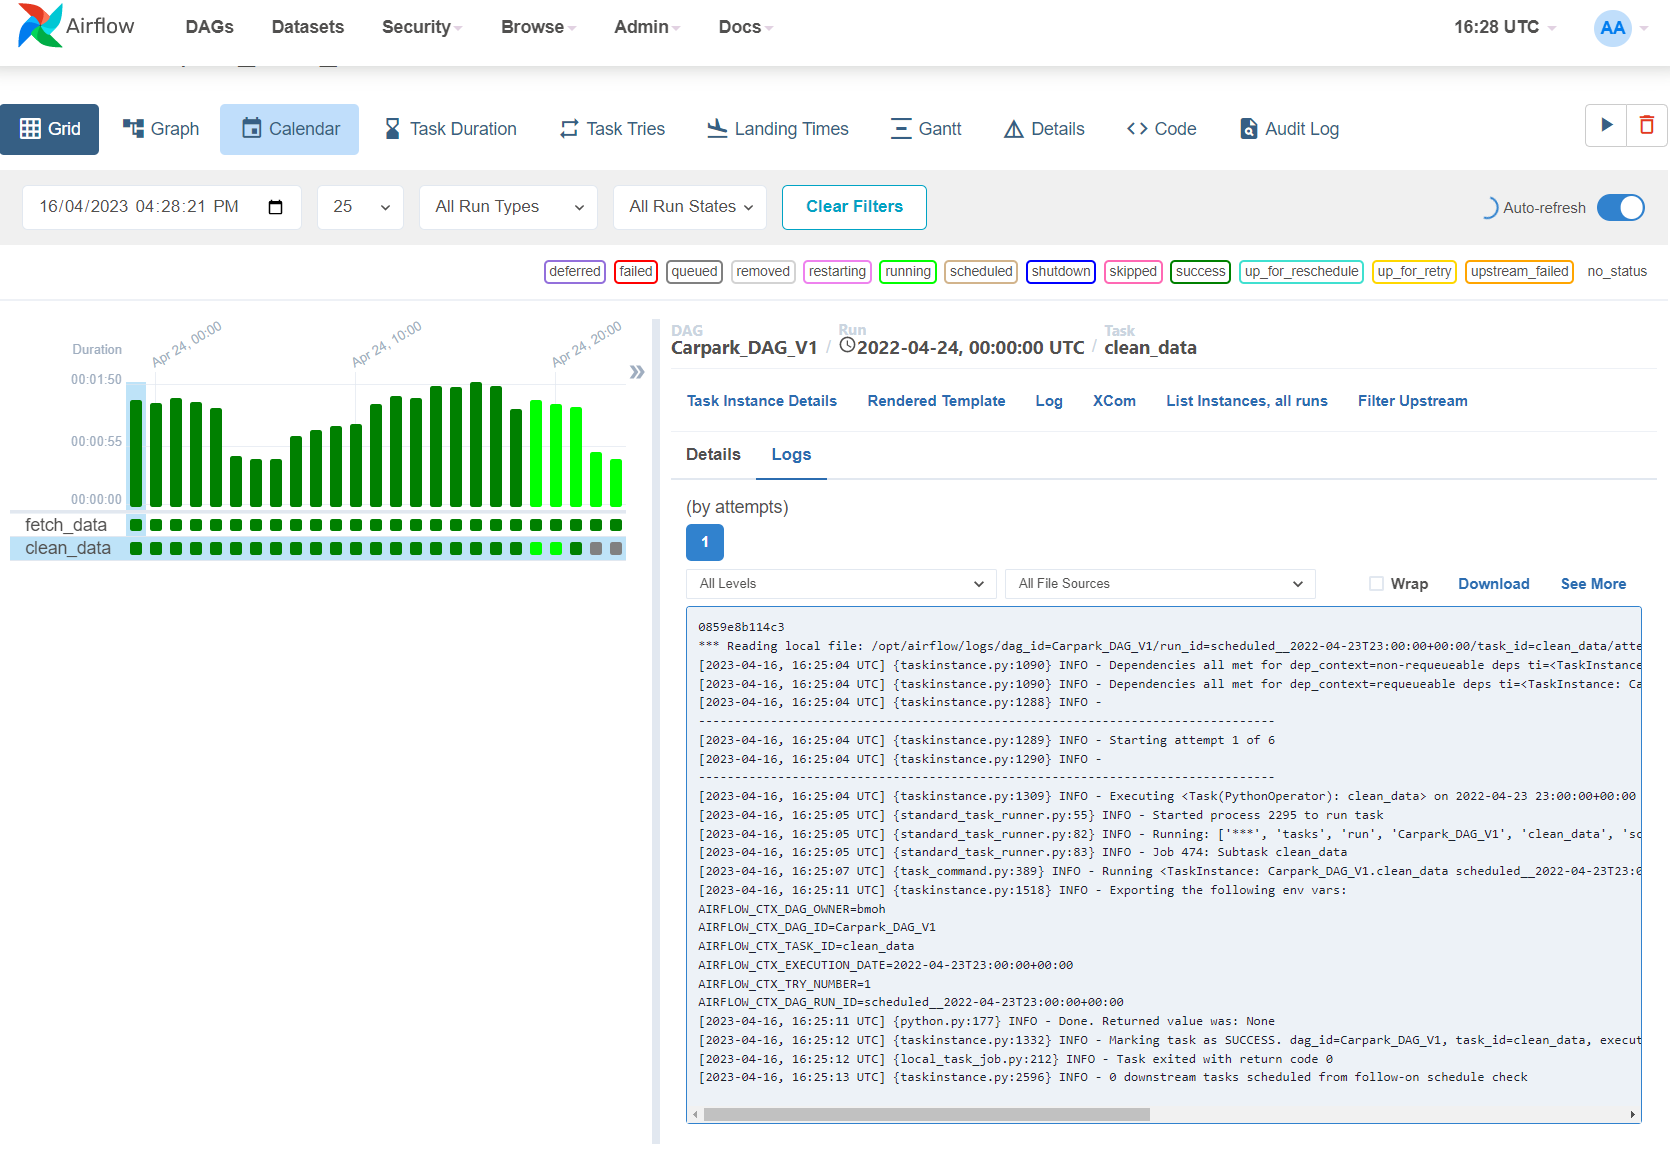 Airflow DAGs Datasets Security Browse Admin Docs 16:28 UTC AA
Grid Graph Calendar Task Duration Task Tries Landing Times Gantt Details Code Audit Log
16/04/2023 04:28:21 PM 25 All Run Types All Run States Clear Filters Auto-refresh
deferred failed queued removed restarting running scheduled shutdown skipped success up_for_reschedule up_for_retry upstream_failed no_status
Duration
Apr 24, 00:00 Apr 24, 10:00 Apr 24, 20:00
00:01:50
00:00:55
00:00:00
fetch_data
clean_data
DAG Run Task
Carpark_DAG_V1 / 2022-04-24, 00:00:00 UTC / clean_data
Task Instance Details Rendered Template Log XCom List Instances, all runs Filter Upstream
Details Logs
(by attempts)
1
All Levels All File Sources Wrap Download See More
0859e8b114c3
*** Reading local file: /opt/airflow/logs/dag_id=Carpark_DAG_V1/run_id=scheduled__2022-04-23T23:00:00+00:00/task_id=clean_data/atte
[2023-04-16, 16:25:04 UTC] {taskinstance.py:1090} INFO - Dependencies all met for dep_context=non-requeueable deps ti=<TaskInstance
[2023-04-16, 16:25:04 UTC] {taskinstance.py:1090} INFO - Dependencies all met for dep_context=requeueable deps ti=<TaskInstance: Ca
[2023-04-16, 16:25:04 UTC] {taskinstance.py:1288} INFO -
--------------------------------------------------------------------------------
[2023-04-16, 16:25:04 UTC] {taskinstance.py:1289} INFO - Starting attempt 1 of 6
[2023-04-16, 16:25:04 UTC] {taskinstance.py:1290} INFO -
--------------------------------------------------------------------------------
[2023-04-16, 16:25:04 UTC] {taskinstance.py:1309} INFO - Executing <Task(PythonOperator): clean_data> on 2022-04-23 23:00:00+00:00
[2023-04-16, 16:25:05 UTC] {standard_task_runner.py:55} INFO - Started process 2295 to run task
[2023-04-16, 16:25:05 UTC] {standard_task_runner.py:82} INFO - Running: ['***', 'tasks', 'run', 'Carpark_DAG_V1', 'clean_data', 'sc
[2023-04-16, 16:25:05 UTC] {standard_task_runner.py:83} INFO - Job 474: Subtask clean_data
[2023-04-16, 16:25:07 UTC] {task_command.py:389} INFO - Running <TaskInstance: Carpark_DAG_V1.clean_data scheduled__2022-04-23T23:0
[2023-04-16, 16:25:11 UTC] {taskinstance.py:1518} INFO - Exporting the following env vars:
AIRFLOW_CTX_DAG_OWNER=bmoh
AIRFLOW_CTX_DAG_ID=Carpark_DAG_V1
AIRFLOW_CTX_TASK_ID=clean_data
AIRFLOW_CTX_EXECUTION_DATE=2022-04-23T23:00:00+00:00
AIRFLOW_CTX_TRY_NUMBER=1
AIRFLOW_CTX_DAG_RUN_ID=scheduled__2022-04-23T23:00:00+00:00
[2023-04-16, 16:25:11 UTC] {python.py:177} INFO - Done. Returned value was: None
[2023-04-16, 16:25:12 UTC] {taskinstance.py:1332} INFO - Marking task as SUCCESS. dag_id=Carpark_DAG_V1, task_id=clean_data, execut
[2023-04-16, 16:25:12 UTC] {local_task_job.py:212} INFO - Task exited with return code 0
[2023-04-16, 16:25:13 UTC] {taskinstance.py:2596} INFO - 0 downstream tasks scheduled from follow-on schedule check